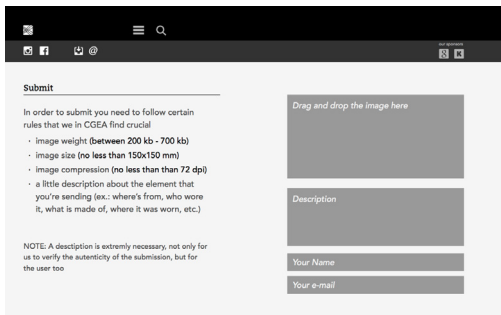 @
our sponsors
Submit
In order to submit you need to follow certain
rules that we in CGEA find crucial
· image weight (between 200 kb - 700 kb)
· image size (no less than 150x150 mm)
· image compression (no less than than 72 dpi)
· a little description about the element that
you're sending (ex.: where's from, who wore
it, what is made of, where it was worn, etc.)
NOTE: A desctiption is extremly necessary, not only for
us to verify the autenticity of the submission, but for
the user too
Drag and drop the image here
Description
Your Name
Your e-mail